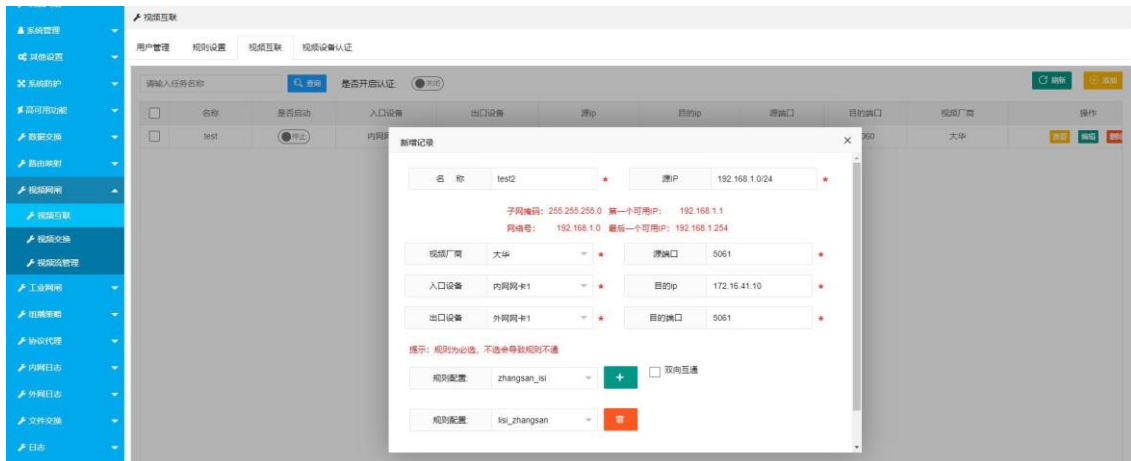 视频互联
系统管理
其他设置
系统防护
高可用功能
数据交换
路由映射
视频网闸
视频互联
视频交换
视频流管理
工业网闸
组播策略
协议代理
内网日志
外网日志
文件交换
日志
用户管理 规则设置 视频互联 视频设备认证
请输入任务名称 查询 是否开启认证: 关闭 刷新 添加
名称 是否启动 入口设备 出口设备 源ip 目的ip 源端口 目的端口 视频厂商 操作
test 停止 大华 编辑
新增记录
名 称 test2 * 源IP 192.168.1.0/24 *
子网掩码: 255.255.255.0 第一个可用IP: 192.168.1.1
网络号: 192.168.1.0 最后一个可用IP: 192.168.1.254
视频厂商 大华 * 源端口 5061 *
入口设备 内网网卡1 * 目的ip 172.16.41.10 *
出口设备 外网网卡1 * 目的端口 5061 *
提示: 规则为必选, 不选会导致规则不通
规则配置 zhangsan_isi + 双向互通
规则配置 lisi_zhangsan